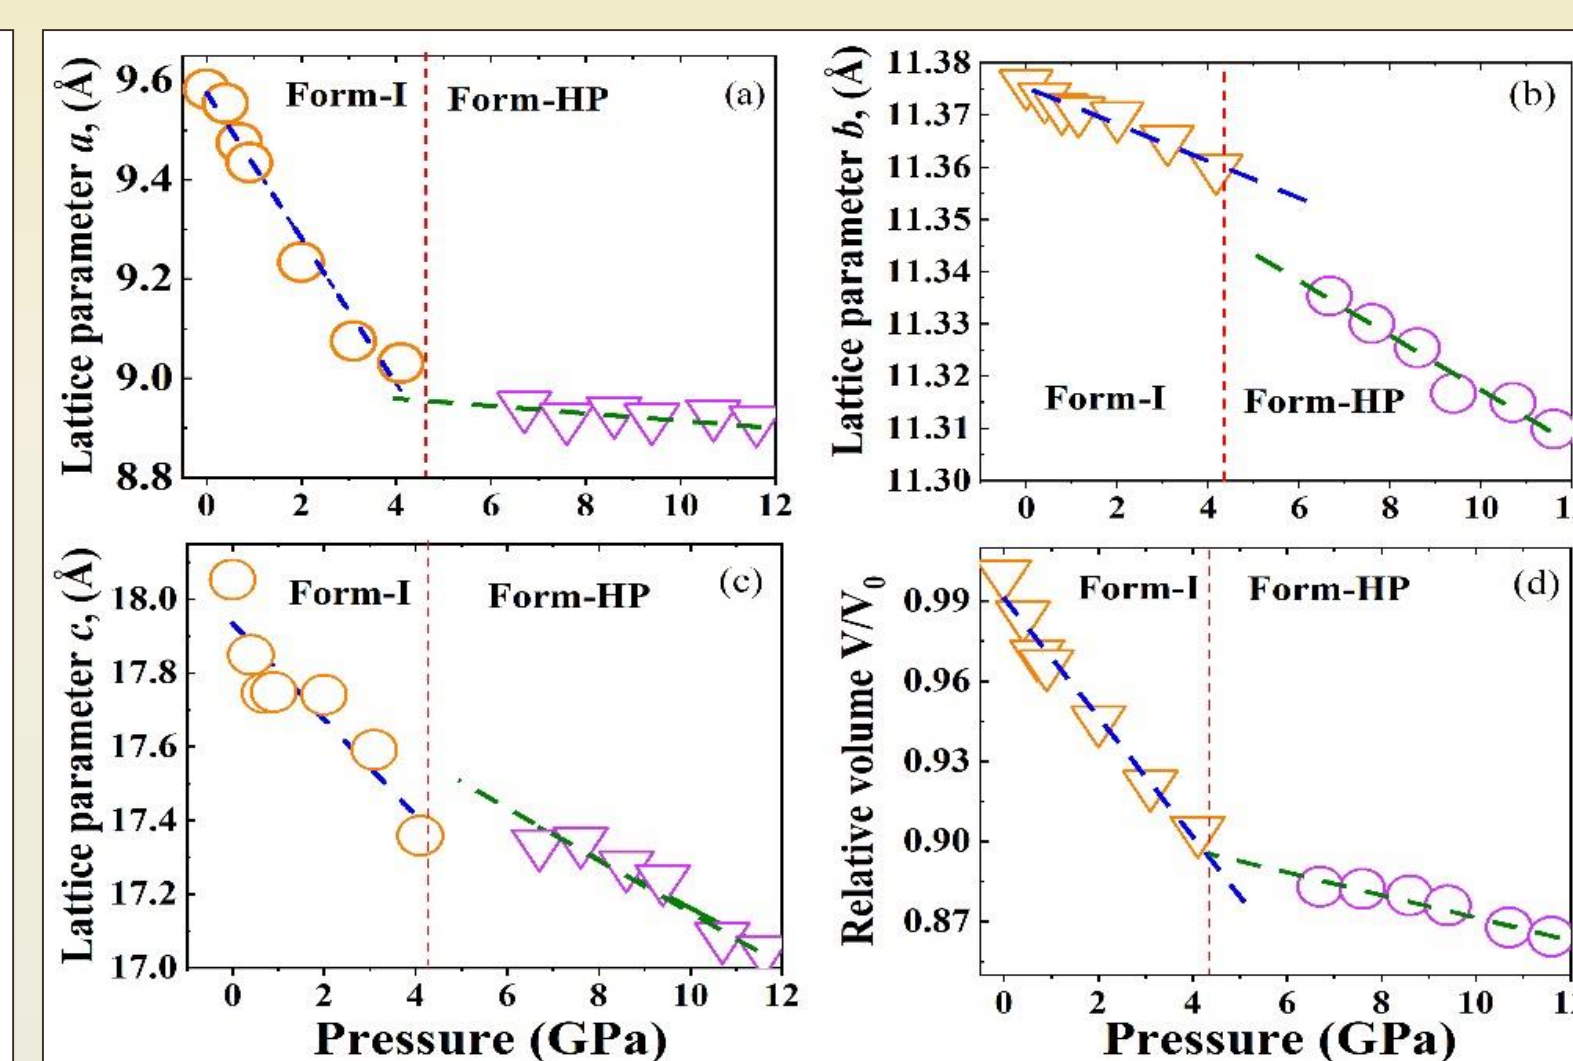 Lattice parameter a, (Å)
9.6
9.4
9.2
9.0
8.8
Form-I
Form-HP
(a)
0 2 4 6 8 10 12
Lattice parameter b, (Å)
11.38
11.37
11.36
11.35
11.34
11.33
11.32
11.31
11.30
(b)
Form-I
Form-HP
0 2 4 6 8 10
Lattice parameter c, (Å)
18.0
17.8
17.6
17.4
17.2
17.0
Form-I
Form-HP
(c)
0 2 4 6 8 10 12
Pressure (GPa)
Relative volume V/V₀
0.99
0.96
0.93
0.90
0.87
Form-I
Form-HP
(d)
0 2 4 6 8 10
Pressure (GPa)